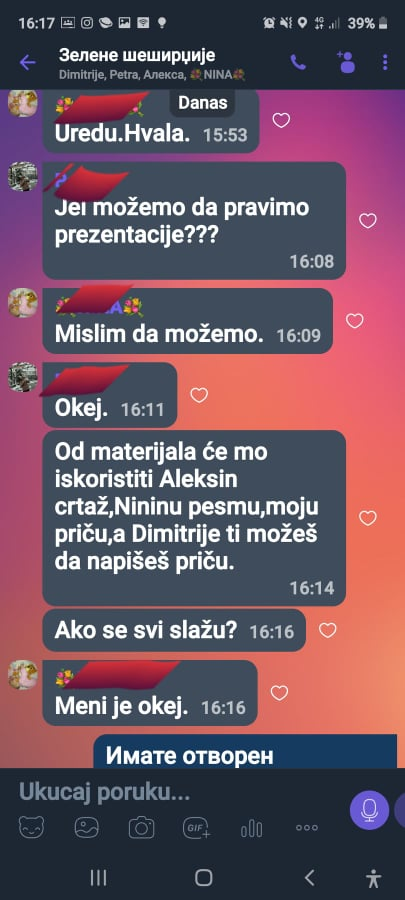 16:17
39%
Зелене шеширџије
Dimitrije, Petra, Алекса, 💐NINA💐
Danas
Uredu.Hvala. 15:53
Jel možemo da pravimo
prezentacije???
16:08
Mislim da možemo. 16:09
Okej. 16:11
Od materijala će mo
iskoristiti Aleksin
crtaž,Nininu pesmu,moju
priču,a Dimitrije ti možeš
da napišeš priču.
16:14
Ako se svi slažu? 16:16
Meni je okej. 16:16
Имате отворен
Ukucaj poruku...
GIF